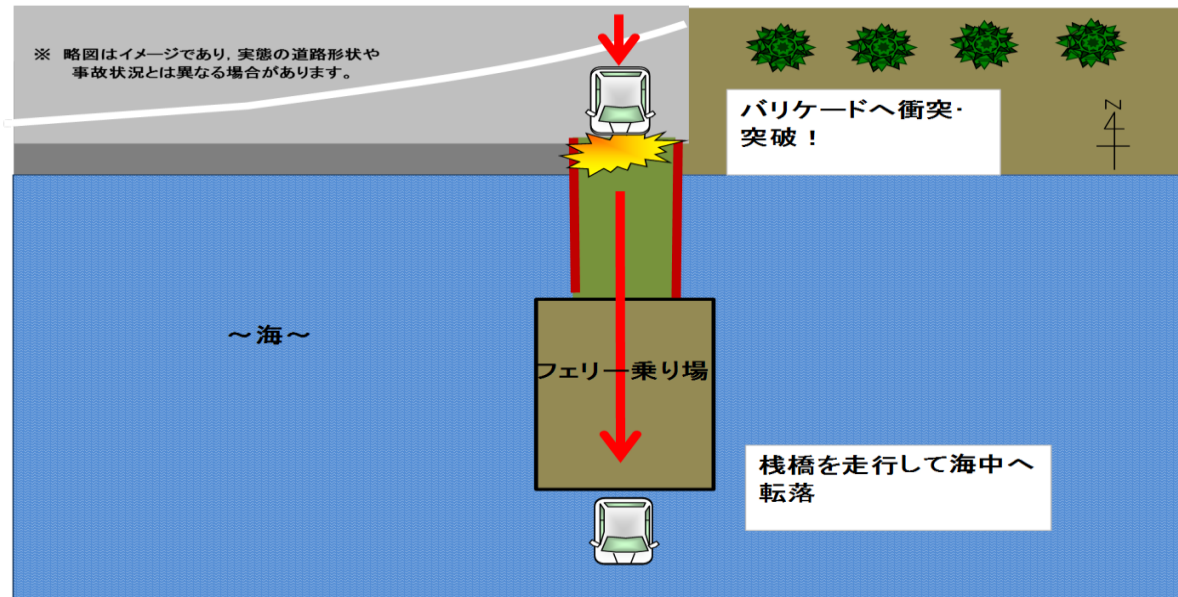 ※ 略図はイメージであり，実態の道路形状や
事故状況とは異なる場合があります。
バリケードへ衝突・
突破！
N
～海～
フェリー乗り場
桟橋を走行して海中へ
転落